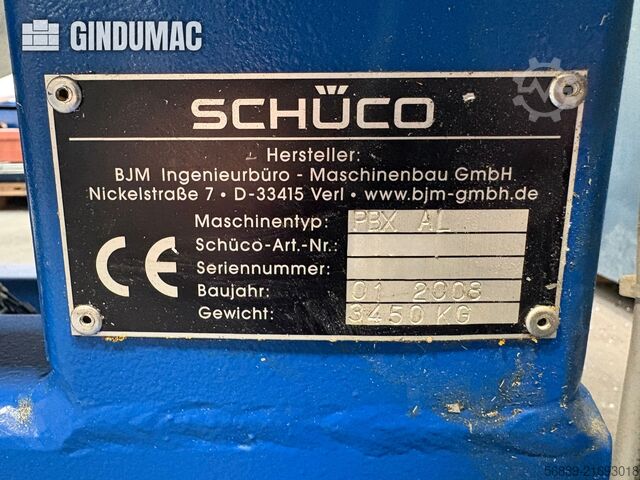 GINDUMAC
SCHÜCO
Hersteller:
BJM Ingenieurbüro - Maschinenbau GmbH
Nickelstraße 7 • D-33415 Verl • www.bjm-gmbh.de
Maschinentyp: PBX AL
Schüco-Art.-Nr.:
Seriennummer:
CE
Baujahr: 01 2008
Gewicht: 3450 KG
56839-21693018